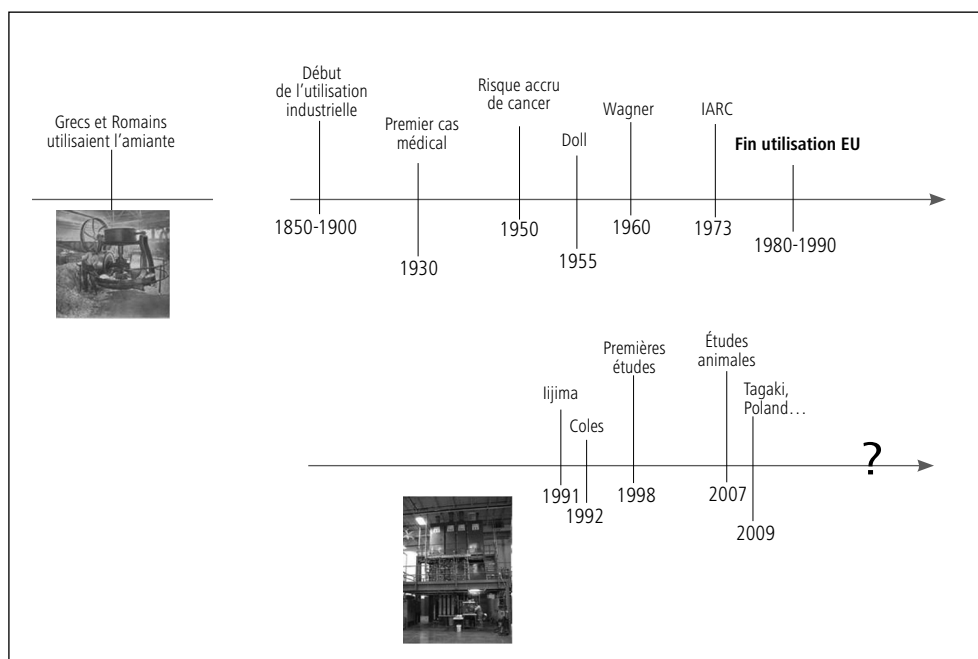 Grecs et Romains
utilisaient l’amiante
Début
de l’utilisation
industrielle
Premier cas
médical
Risque accru
de cancer
Doll
Wagner
IARC
Fin utilisation EU
1850-1900
1930
1950
1955
1960
1973
1980-1990
Iijima
Coles
Premières
études
Études
animales
Tagaki,
Poland…
?
1991
1992
1998
2007
2009